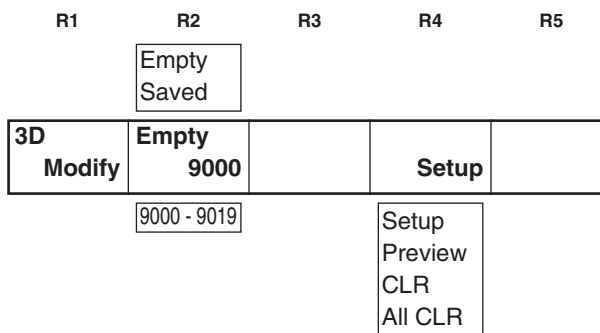 R1 R2 R3 R4 R5
Empty
Saved
3D Empty
Modify 9000 Setup
9000 - 9019 Setup
Preview
CLR
All CLR